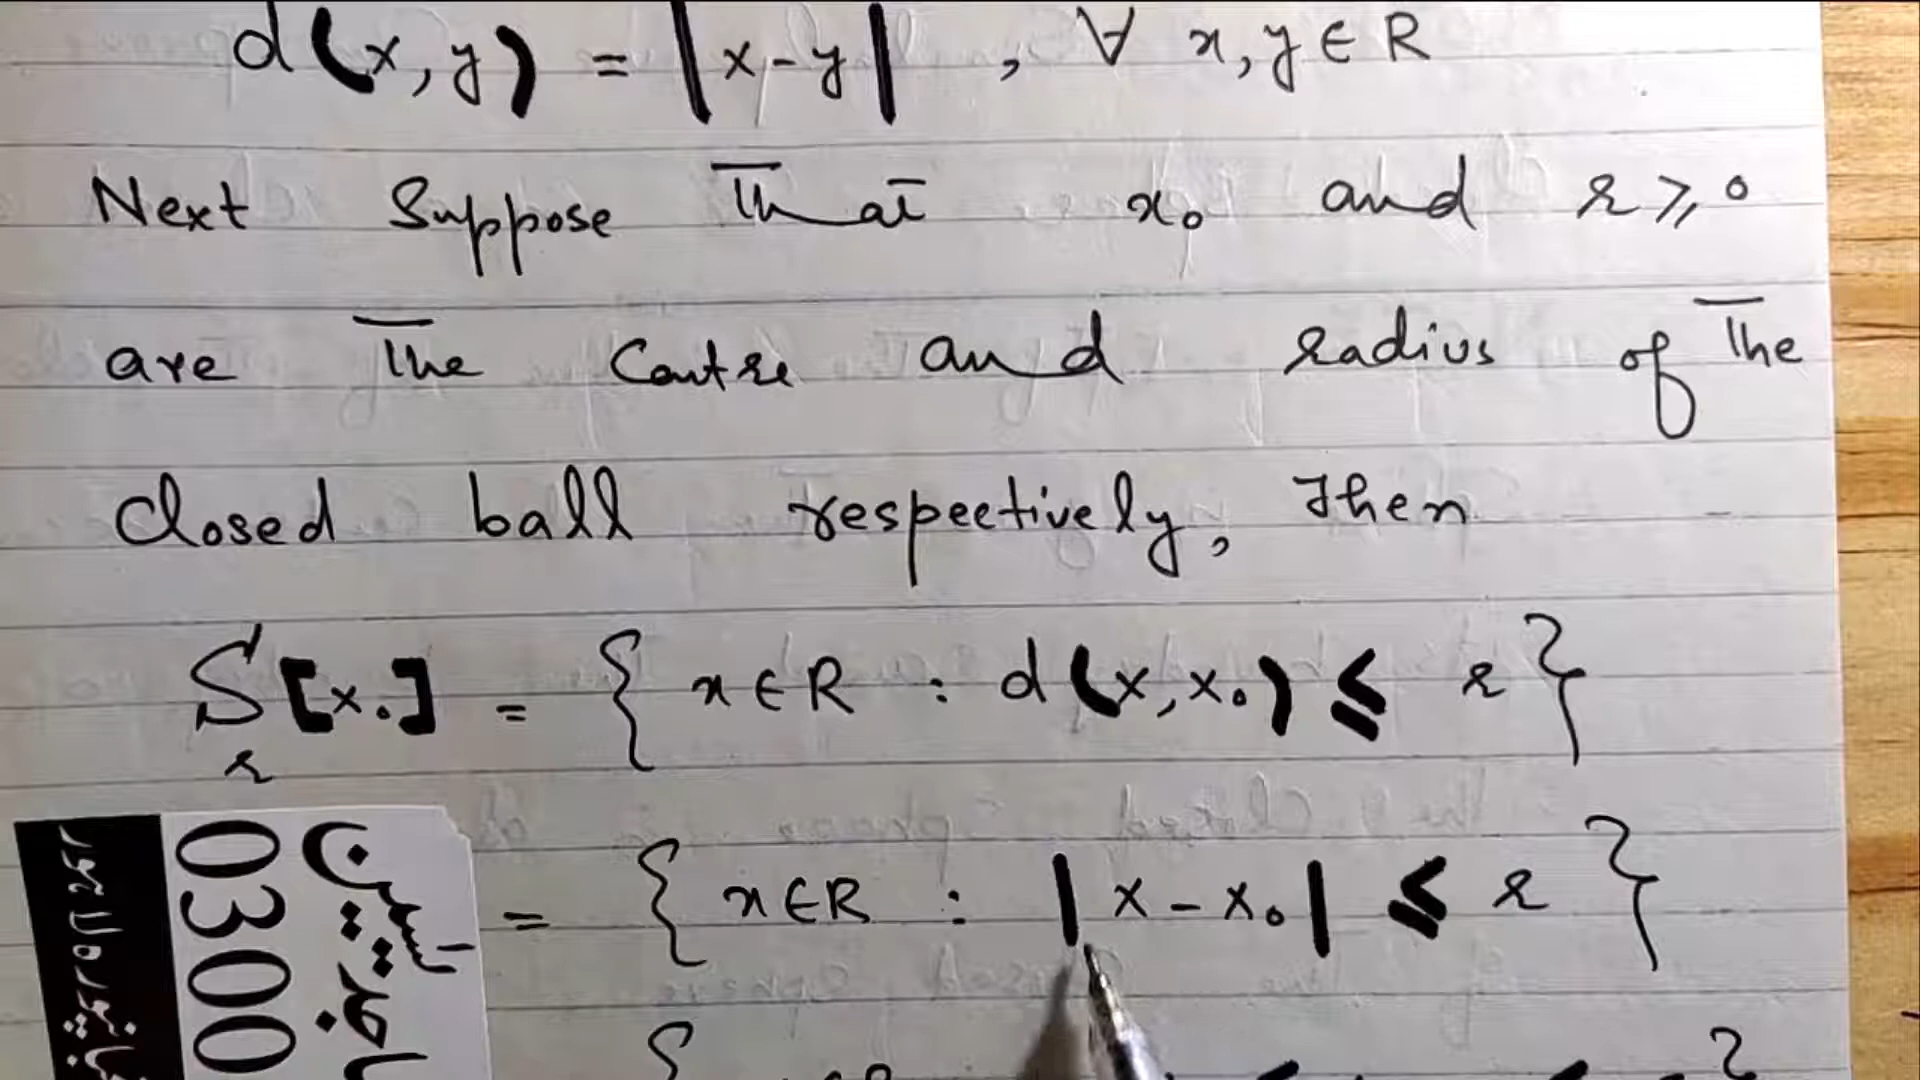 d(x,y) = |x-y| , ∀ x,y∈R
Next Suppose That x₀ and r ≥ 0
are The Centre and radius of The
Closed ball respectively, Then
Sᵣ[x₀] = { x∈R : d(x,x₀) ≤ r }
= { x∈R : |x-x₀| ≤ r }
0300